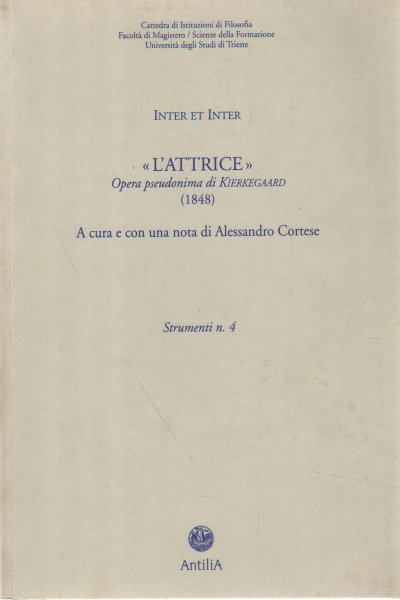 Cattedra di Istituzioni di Filosofia
Facoltà di Magistero / Scienze della Formazione
Università degli Studi di Trieste
INTER ET INTER
«L'ATTRICE»
Opera pseudonima di KIERKEGAARD
(1848)
A cura e con una nota di Alessandro Cortese
Strumenti n. 4
AntiliA